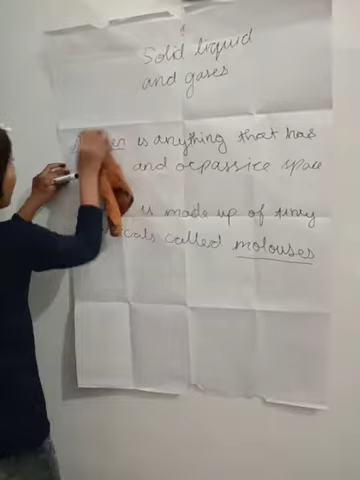 Solid liquid
and gases
is anything that has
and ocpassice space
is made up of tiny
called molouses